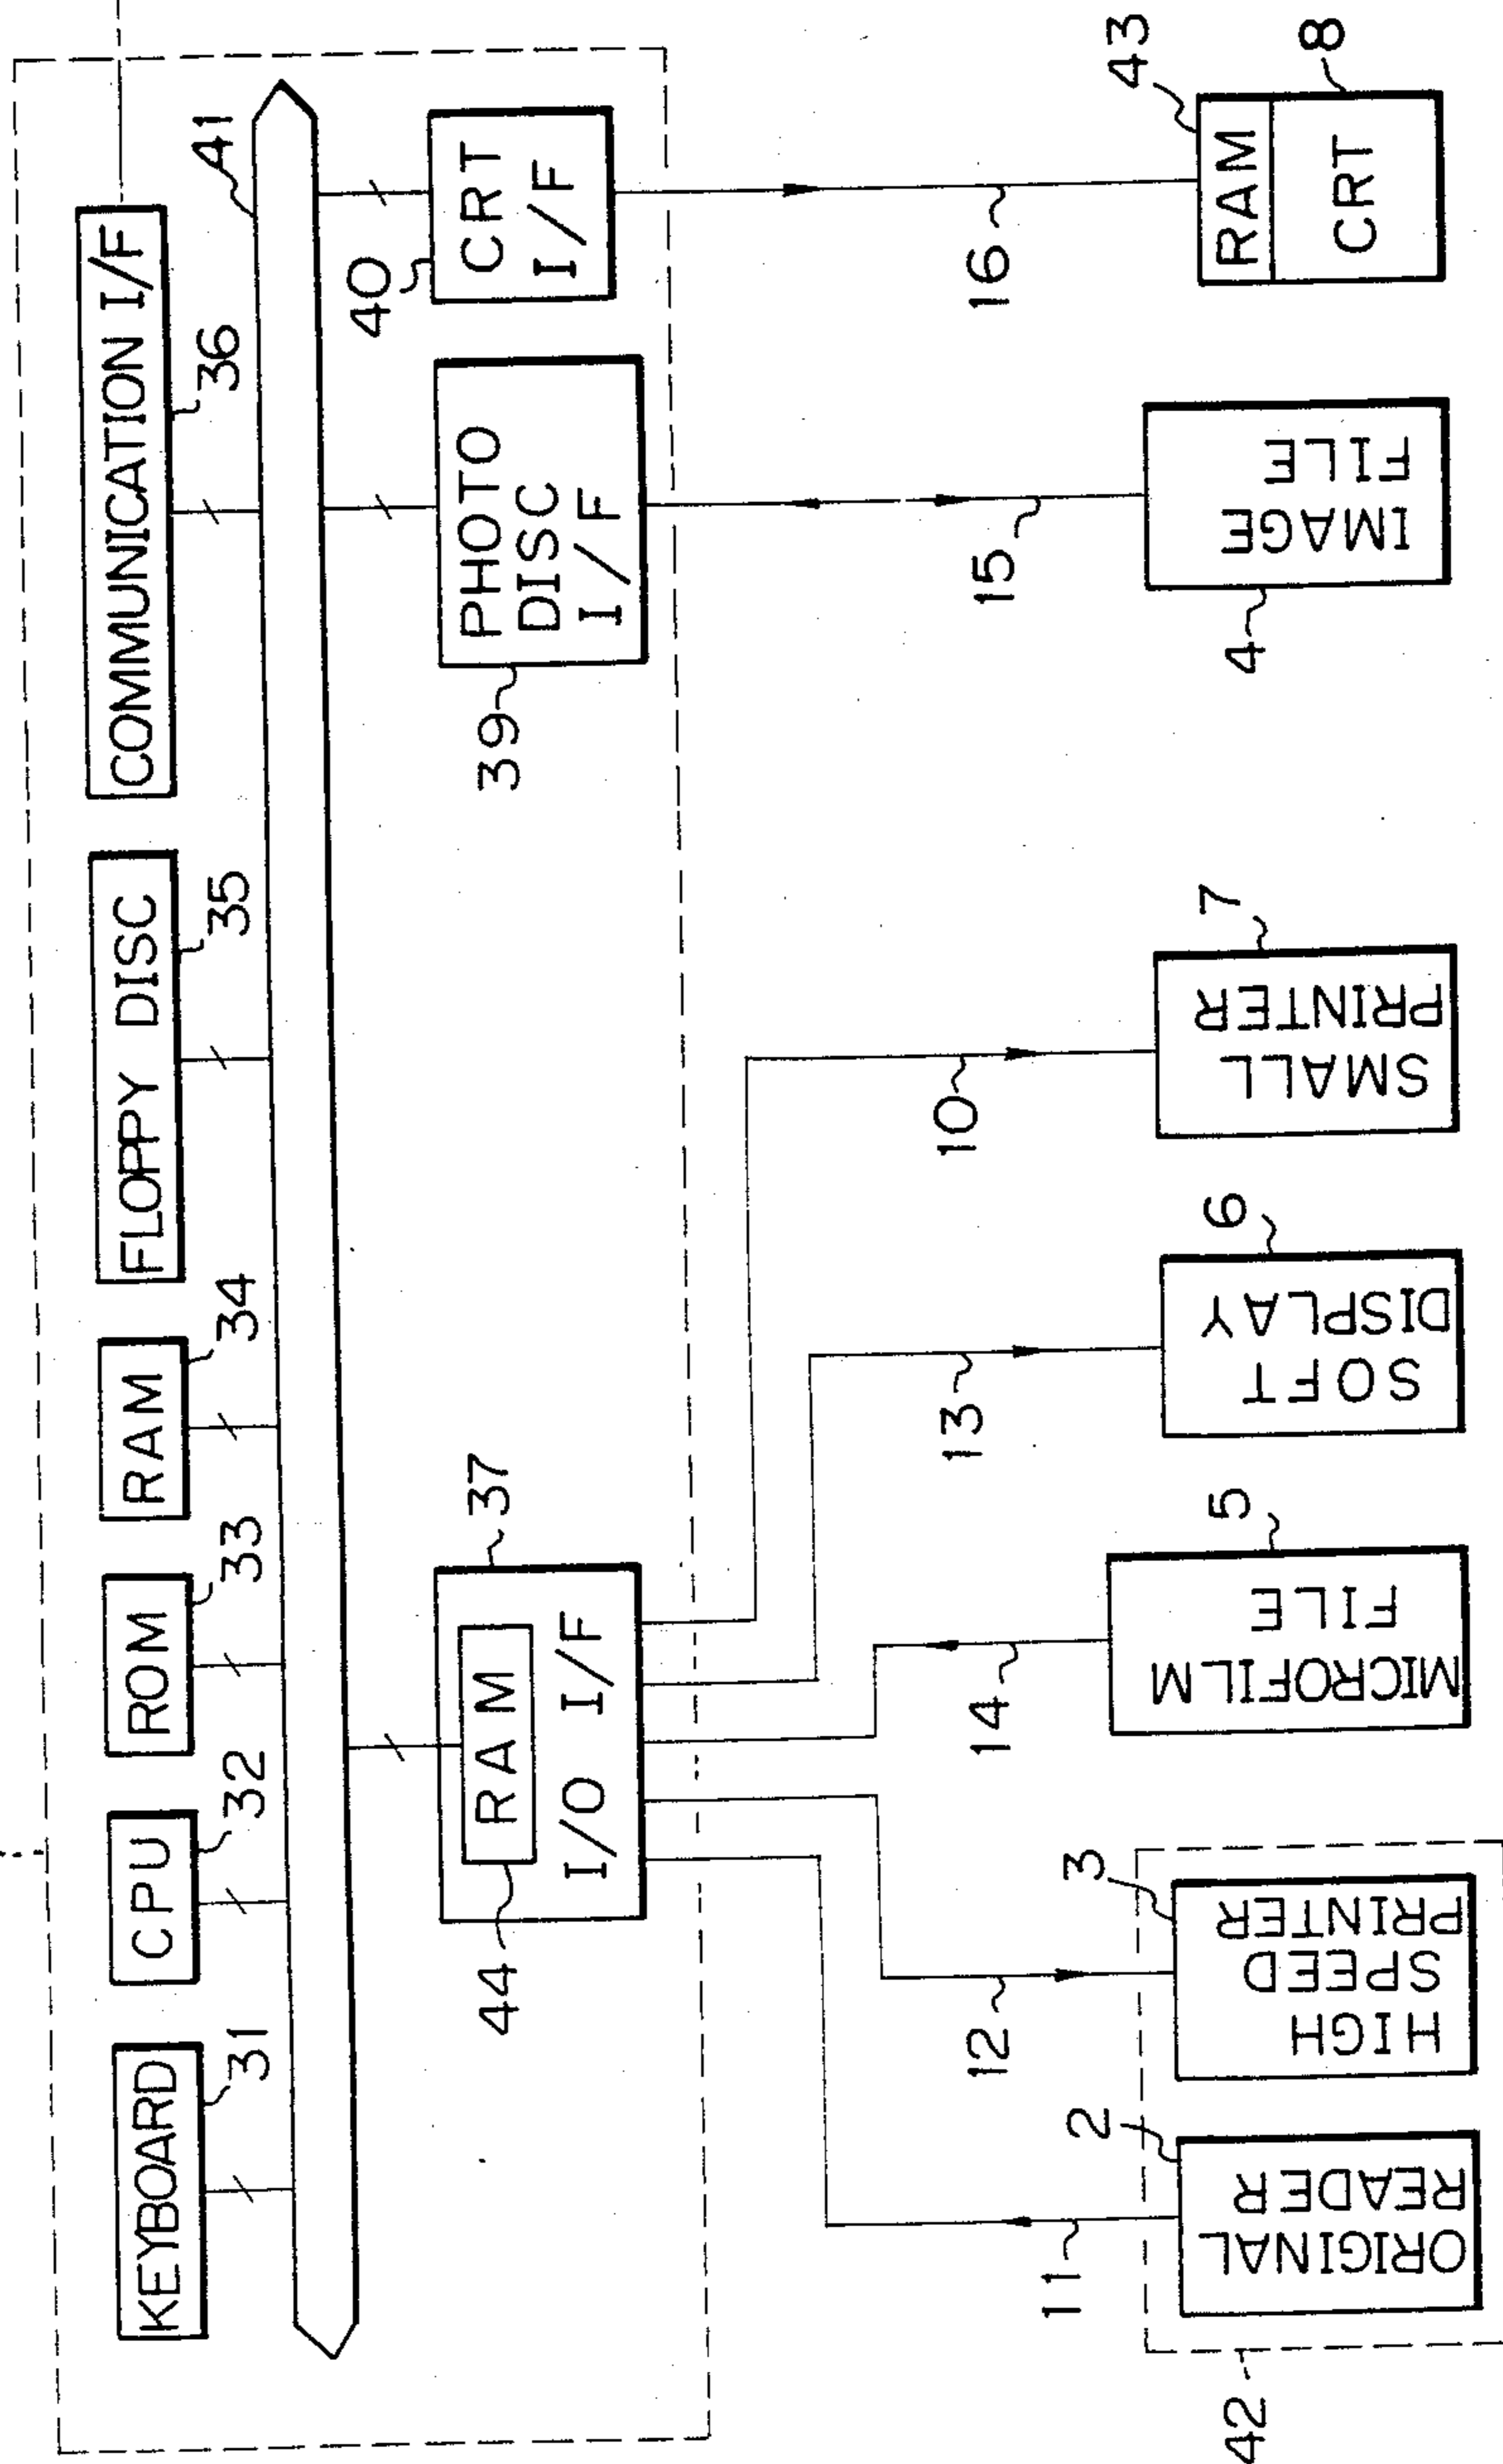 KEYBOARD
31
CPU
32
ROM
33
RAM
34
FLOPPY DISC
35
COMMUNICATION I/F
36
41
44
RAM
I/O I/F
37
39
PHOTO
DISC
I/F
40
CRT
I/F
11
12
14
13
10
15
16
42
2
ORIGINAL
READER
3
HIGH
SPEED
PRINTER
5
MICROFILM
FILE
6
SOFT
DISPLAY
7
SMALL
PRINTER
4
IMAGE
FILE
43
RAM
8
CRT